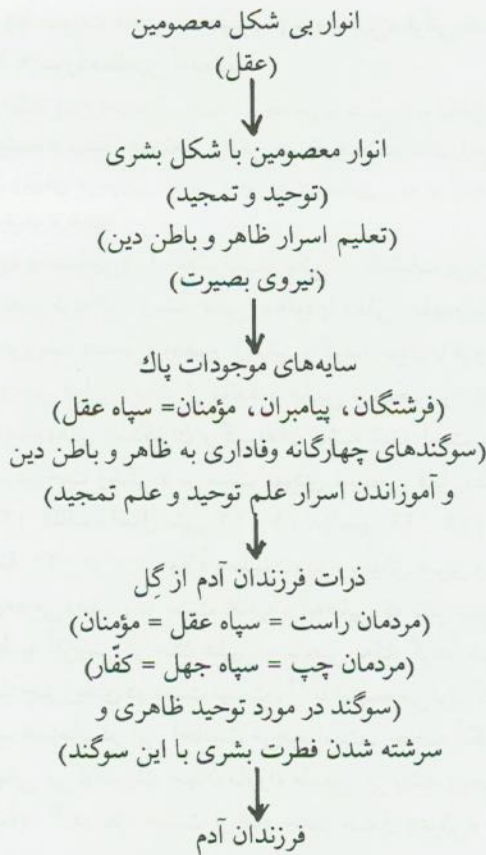 انوار بی شکل معصومین
(عقل)
انوار معصومین با شکل بشری
(توحید و تمجید)
(تعلیم اسرار ظاهر و باطن دین)
(نیروی بصیرت)
سایه‌های موجودات پاك
(فرشتگان، پیامبران، مؤمنان= سپاه عقل)
(سوگندهای چهارگانه وفاداری به ظاهر و باطن دین
و آموزاندن اسرار علم توحید و علم تمجید)
ذرات فرزندان آدم از گِل
(مردمان راست = سپاه عقل = مؤمنان)
(مردمان چپ = سپاه جهل = کفّار)
(سوگند در مورد توحید ظاهری و
سرشته شدن فطرت بشری با این سوگند)
فرزندان آدم